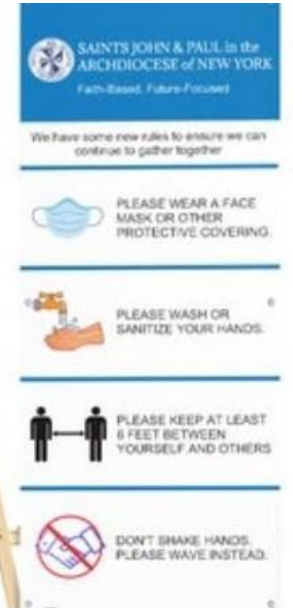 SAINTS JOHN & PAUL in the
ARCHDIOCESE of NEW YORK
Faith-Based, Future-Focused
We have some new rules to ensure we can
continue to gather together
PLEASE WEAR A FACE
MASK OR OTHER
PROTECTIVE COVERING.
PLEASE WASH OR
SANITIZE YOUR HANDS.
PLEASE KEEP AT LEAST
6 FEET BETWEEN
YOURSELF AND OTHERS
DON'T SHAKE HANDS.
PLEASE WAVE INSTEAD.